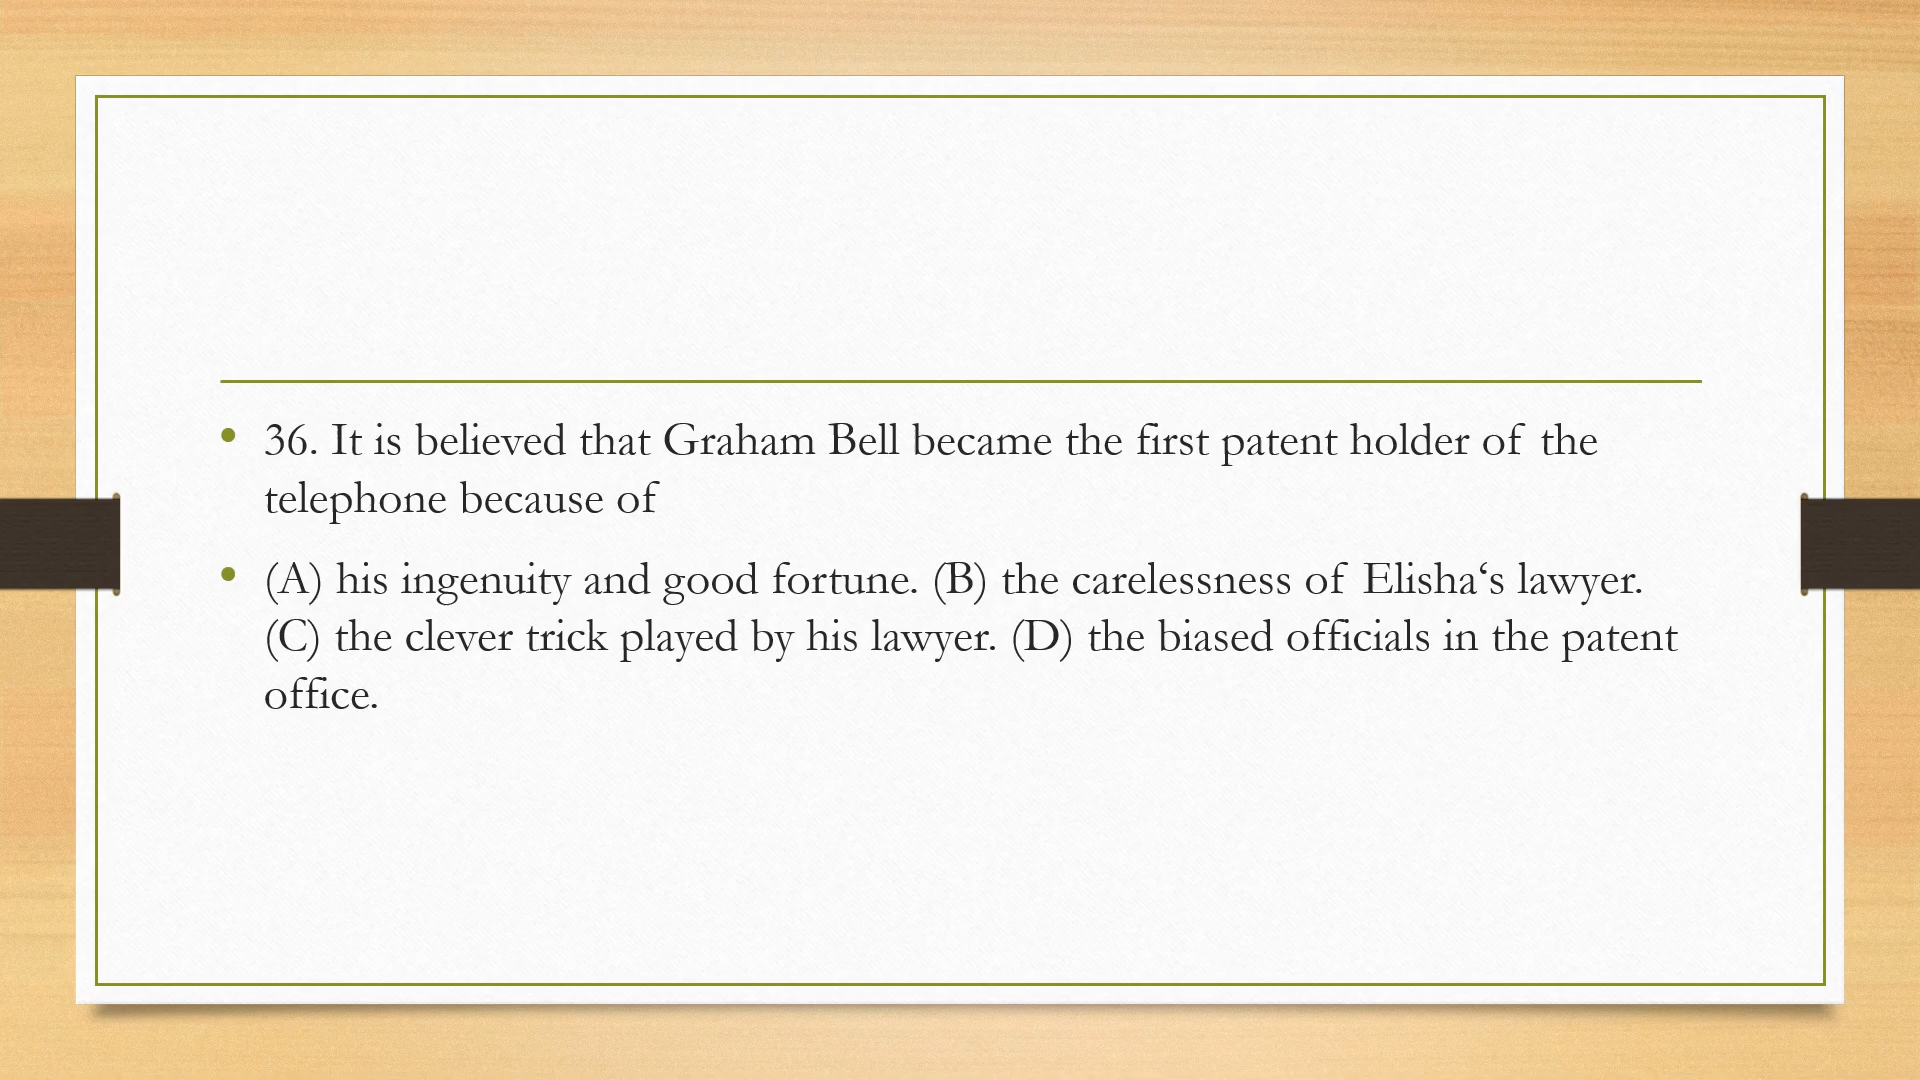 36. It is believed that Graham Bell became the first patent holder of the
telephone because of
(A) his ingenuity and good fortune. (B) the carelessness of Elisha‘s lawyer.
(C) the clever trick played by his lawyer. (D) the biased officials in the patent
office.